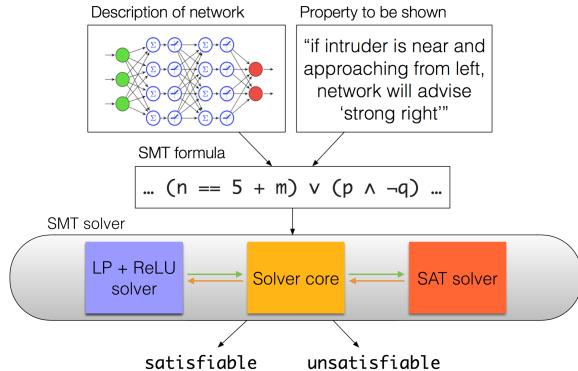 Description of network
Property to be shown
Σ Σ
Σ Σ
Σ Σ
Σ Σ
“if intruder is near and
approaching from left,
network will advise
‘strong right’”
SMT formula
… (n == 5 + m) ∨ (p ∧ ¬q) …
SMT solver
LP + ReLU
solver
Solver core
SAT solver
satisfiable
unsatisfiable